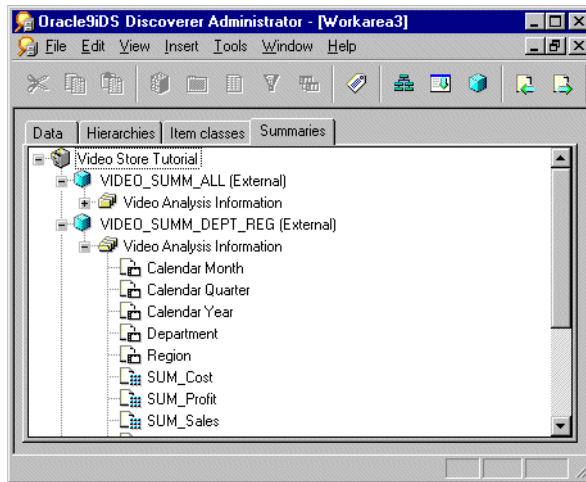 Oracle9iDS Discoverer Administrator - [Workarea3]
File Edit View Insert Tools Window Help
Data Hierarchies Item classes Summaries
Video Store Tutorial
VIDEO_SUMM_ALL (External)
Video Analysis Information
VIDEO_SUMM_DEPT_REG (External)
Video Analysis Information
Calendar Month
Calendar Quarter
Calendar Year
Department
Region
SUM_Cost
SUM_Profit
SUM_Sales